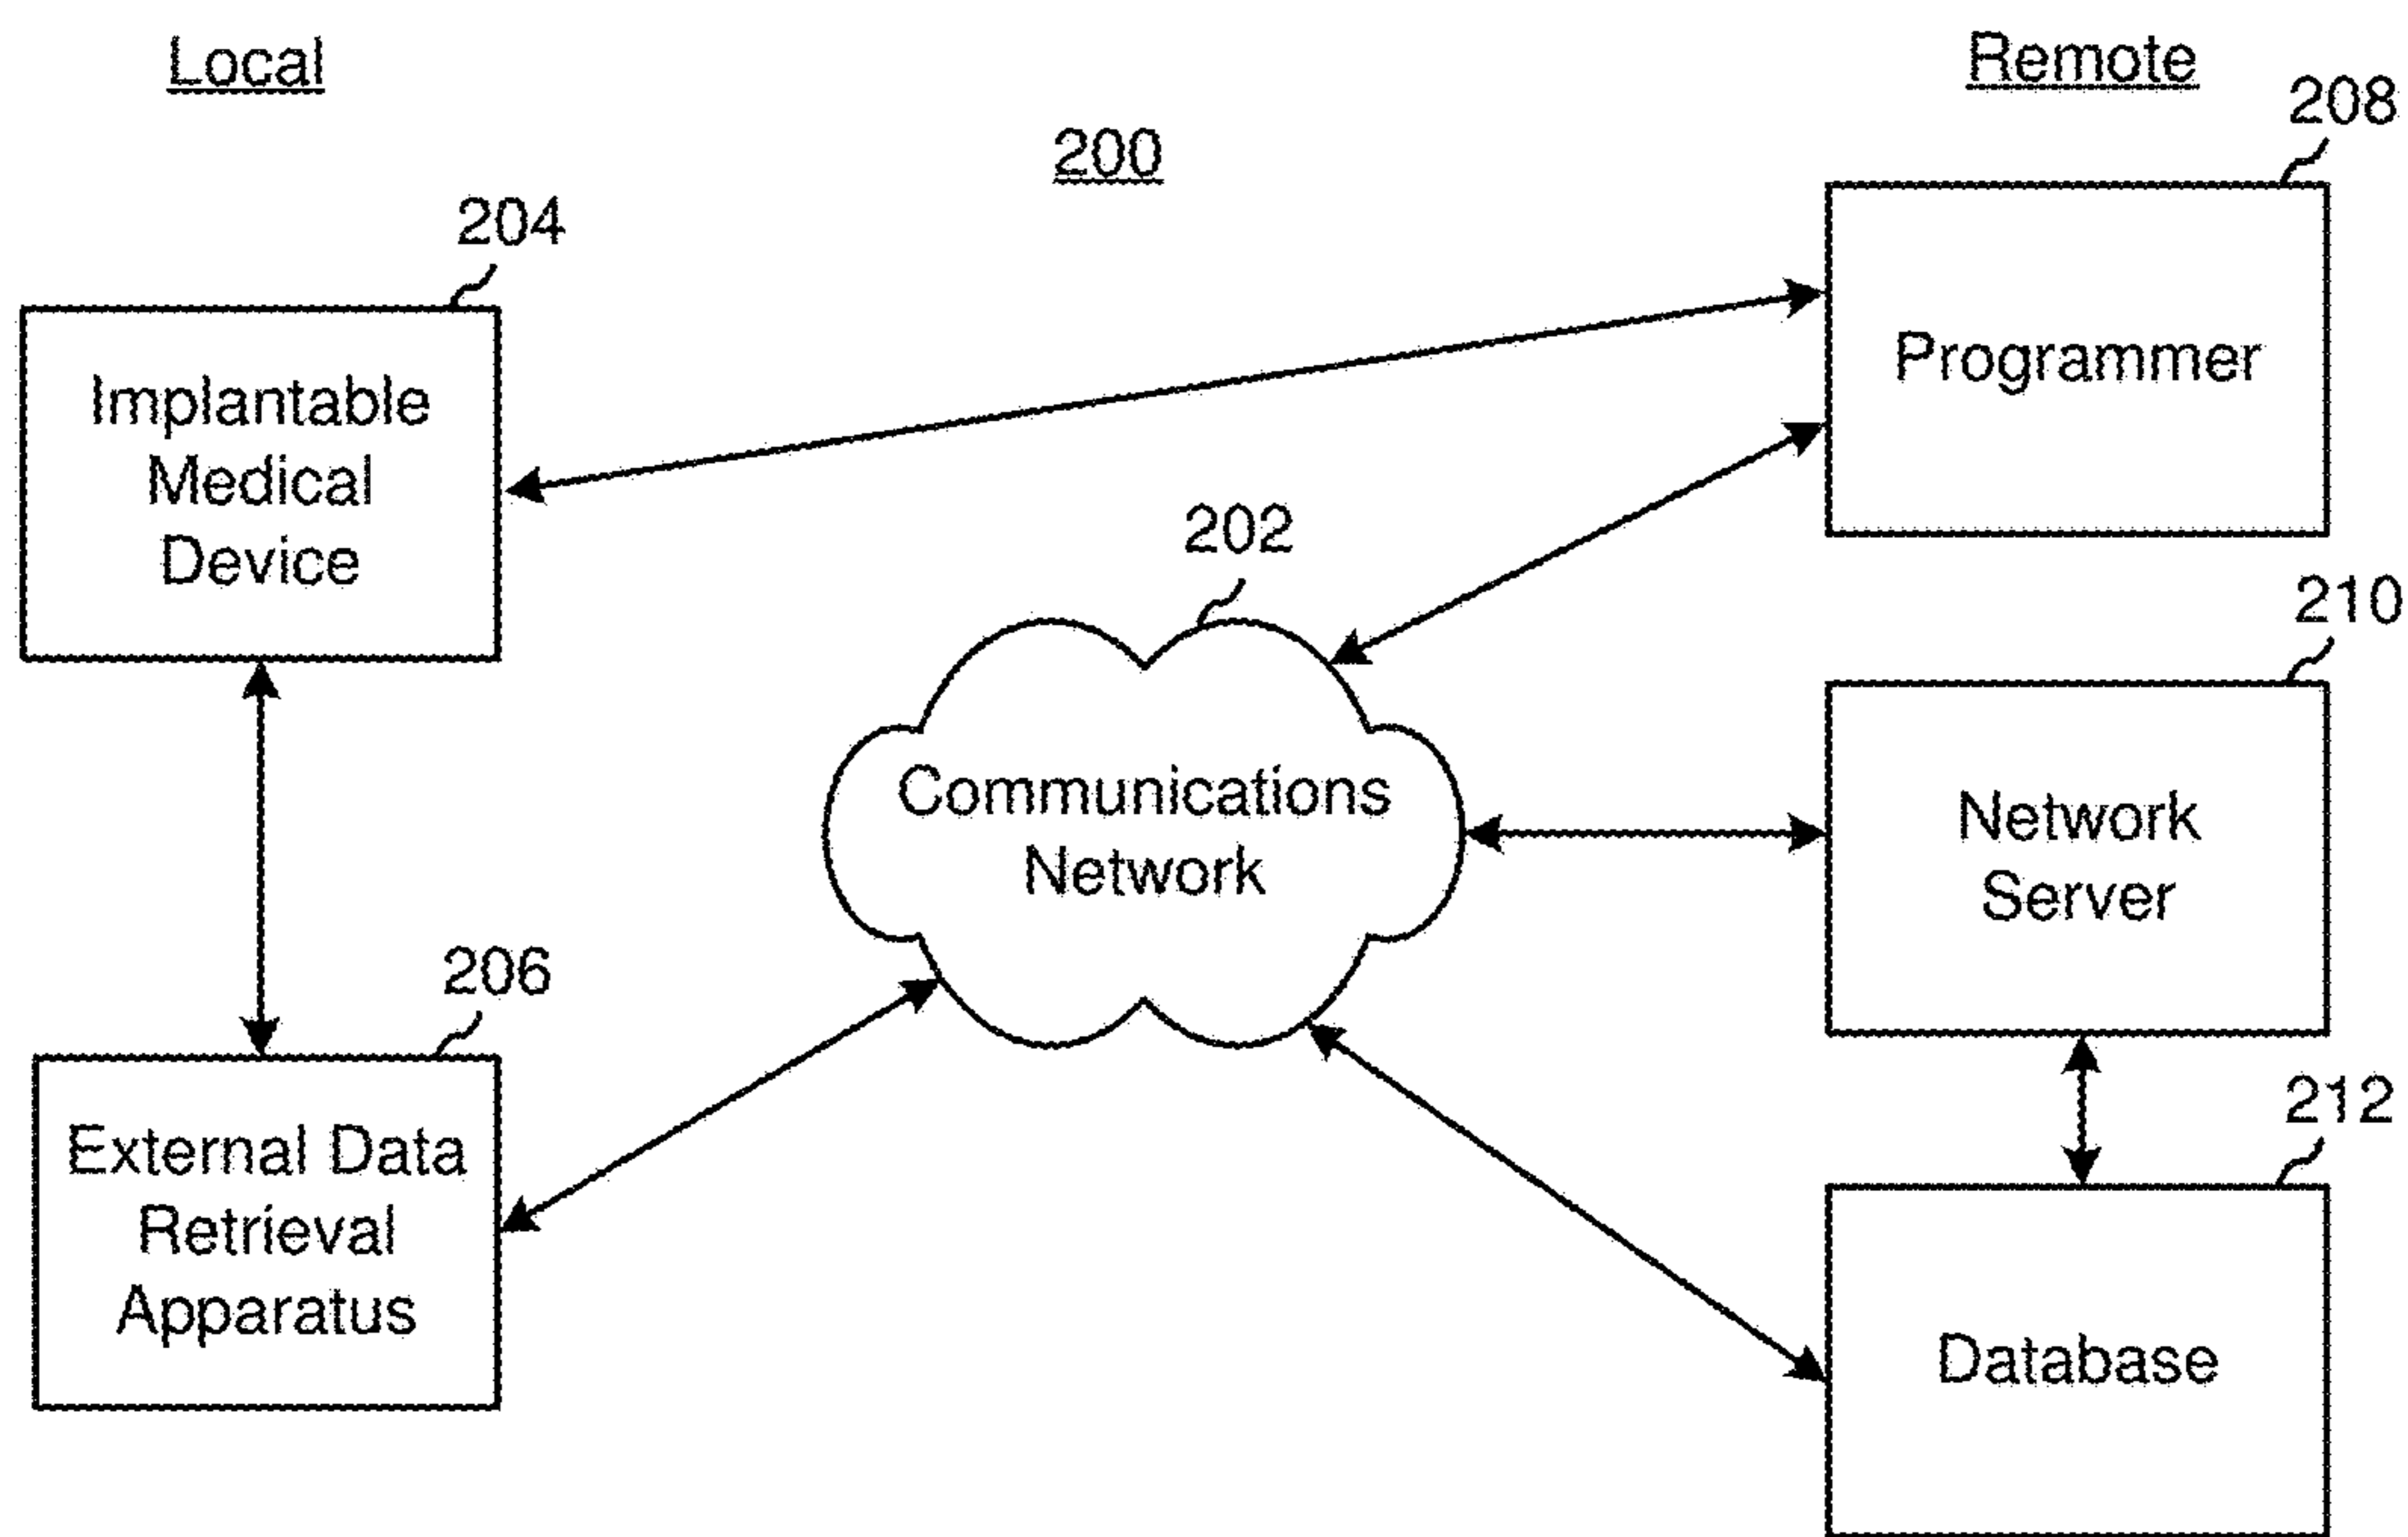 Local
Remote
200
208
204
Programmer
Implantable
Medical
Device
202
210
Communications
Network
Network
Server
206
212
External Data
Retrieval
Apparatus
Database